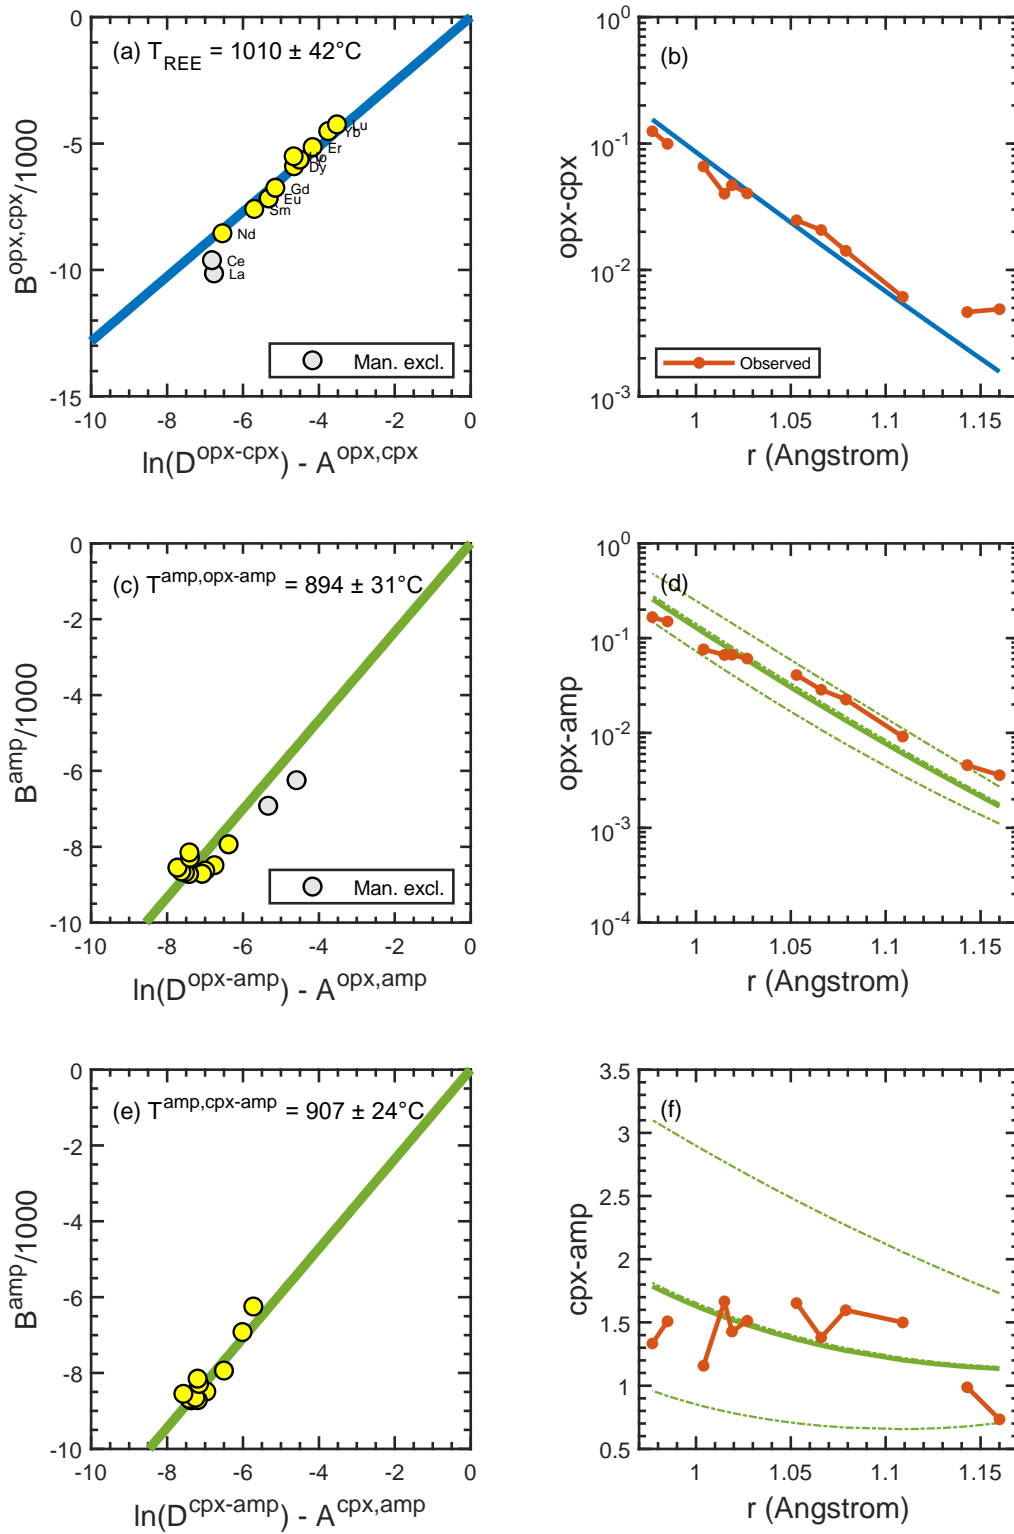 (a) T_REE = 1010 ± 42°C
B^opx,cpx/1000
0
-5
-10
-15
Lu
Yb
Er
Ho
Dy
Gd
Eu
Sm
Nd
Ce
La
Man. excl.
-10 -8 -6 -4 -2 0
ln(D^opx-cpx) - A^opx,cpx
(b)
opx-cpx
10^0
10^-1
10^-2
10^-3
Observed
1 1.05 1.1 1.15
r (Angstrom)
(c) T^amp,opx-amp = 894 ± 31°C
B^amp/1000
0
-2
-4
-6
-8
-10
Man. excl.
-10 -8 -6 -4 -2 0
ln(D^opx-amp) - A^opx,amp
(d)
opx-amp
10^0
10^-1
10^-2
10^-3
10^-4
1 1.05 1.1 1.15
r (Angstrom)
(e) T^amp,cpx-amp = 907 ± 24°C
B^amp/1000
0
-2
-4
-6
-8
-10
-10 -8 -6 -4 -2 0
ln(D^cpx-amp) - A^cpx,amp
(f)
cpx-amp
3.5
3
2.5
2
1.5
1
0.5
1 1.05 1.1 1.15
r (Angstrom)